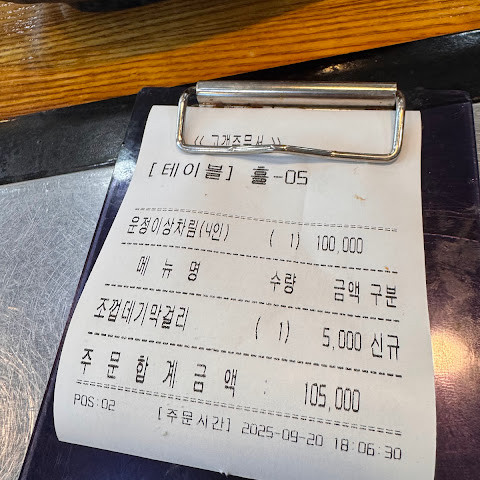 << 고객주문서 >>
[테이블] 홀-05
운정이상차림(4인) ( 1) 100,000
메 뉴 명 수량 금액 구분
조껍데기막걸리 ( 1) 5,000 신규
주 문 합 계 금 액 : 105,000
POS:02 [주문시간] 2025-09-20 18:06:30